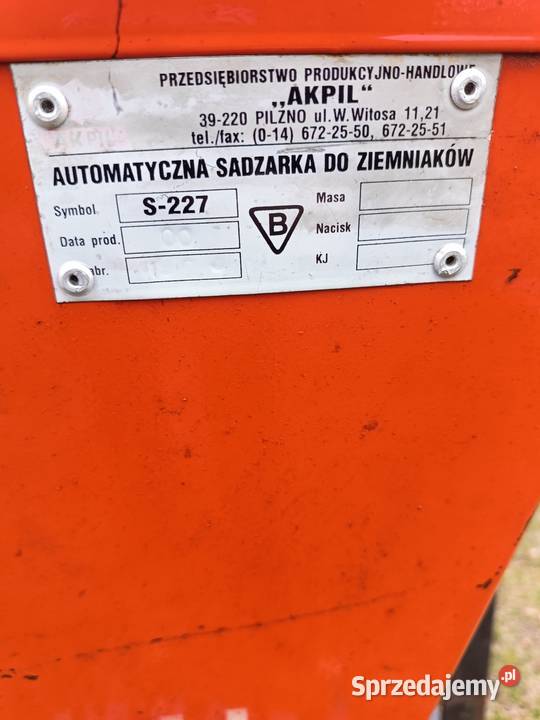 PRZEDSIĘBIORSTWO PRODUKCYJNO-HANDLOWE
„AKPIL“
39-220 PILZNO ul.W.Witosa 11,21
tel./fax: (0-14) 672-25-50, 672-25-51
AUTOMATYCZNA SADZARKA DO ZIEMNIAKÓW
Symbol S-227 B Masa
Data prod. Nacisk
abr. KJ
Sprzedajemy.pl